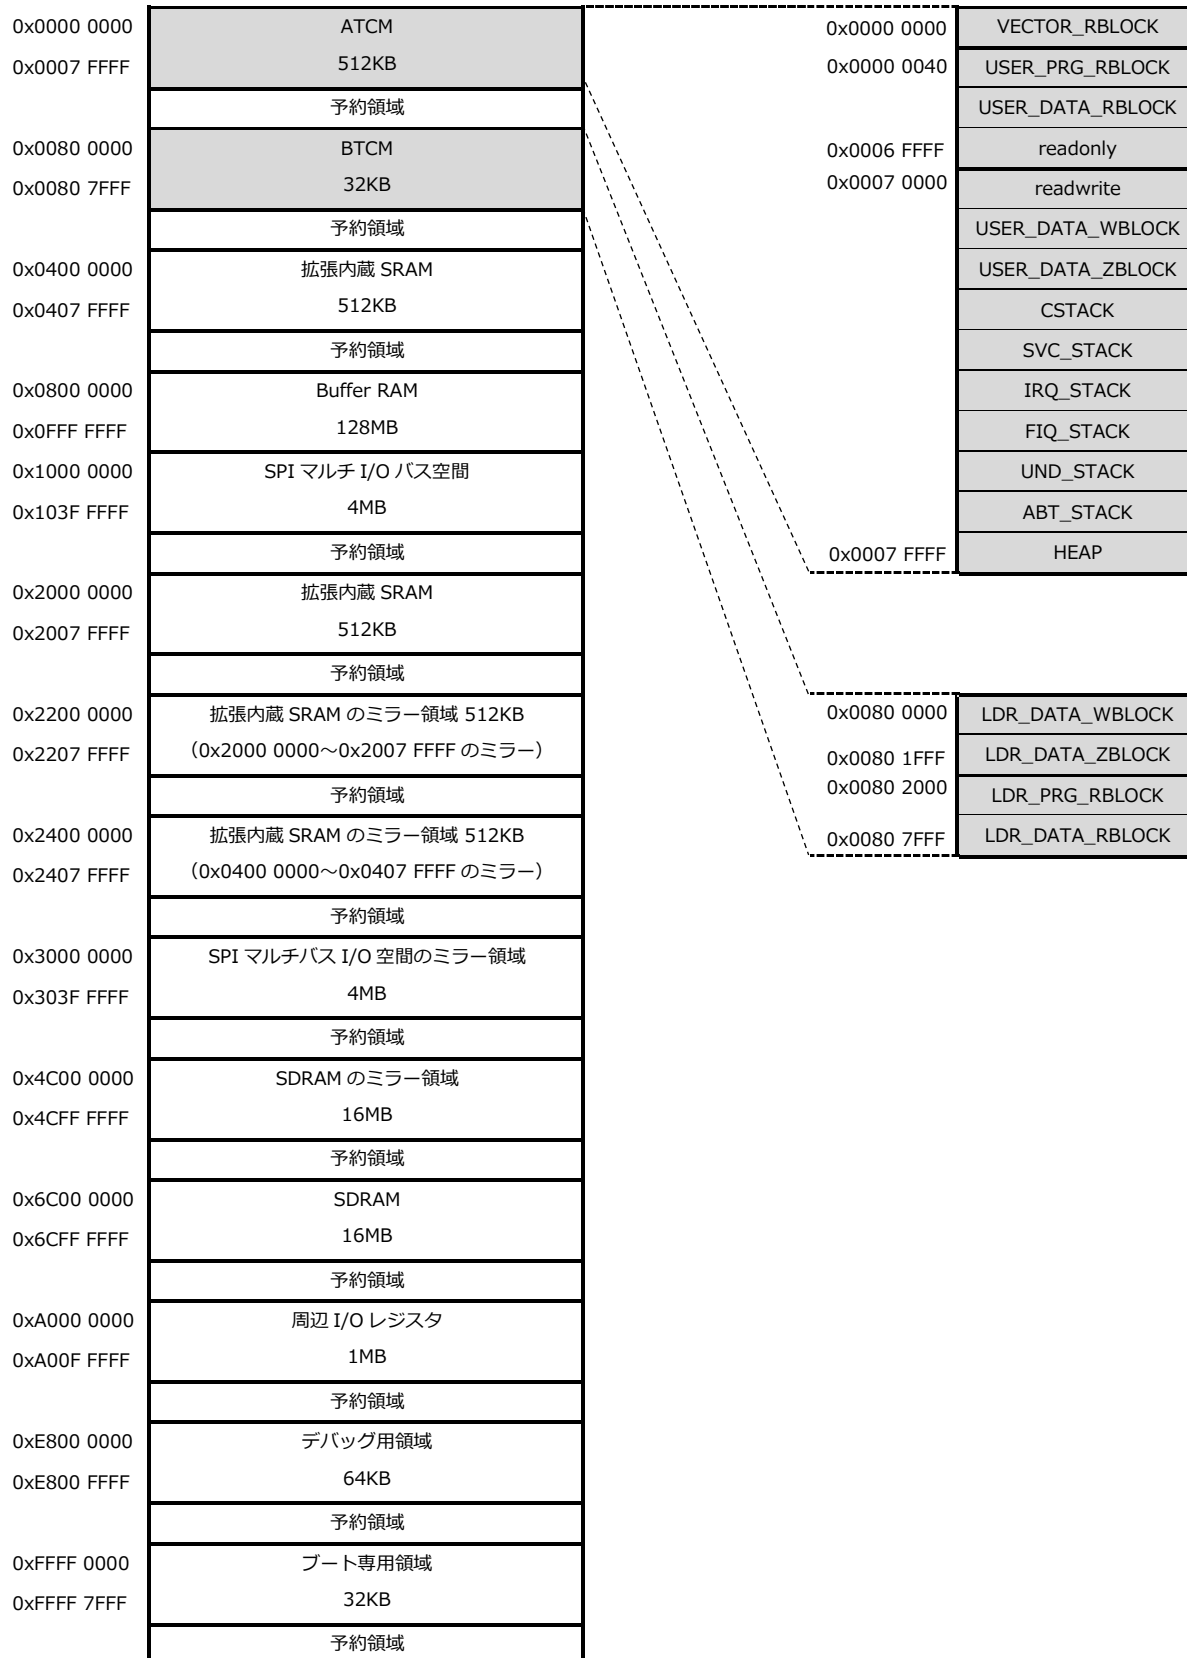 0x0000 0000
ATCM
0x0007 FFFF
512KB
予約領域
0x0080 0000
BTCM
0x0080 7FFF
32KB
予約領域
0x0400 0000
拡張内蔵 SRAM
0x0407 FFFF
512KB
予約領域
0x0800 0000
Buffer RAM
0x0FFF FFFF
128MB
0x1000 0000
SPI マルチ I/O バス空間
0x103F FFFF
4MB
予約領域
0x2000 0000
拡張内蔵 SRAM
0x2007 FFFF
512KB
予約領域
0x2200 0000
拡張内蔵 SRAM のミラー領域 512KB
0x2207 FFFF
（0x2000 0000～0x2007 FFFF のミラー）
予約領域
0x2400 0000
拡張内蔵 SRAM のミラー領域 512KB
0x2407 FFFF
（0x0400 0000～0x0407 FFFF のミラー）
予約領域
0x3000 0000
SPI マルチバス I/O 空間のミラー領域
0x303F FFFF
4MB
予約領域
0x4C00 0000
SDRAM のミラー領域
0x4CFF FFFF
16MB
予約領域
0x6C00 0000
SDRAM
0x6CFF FFFF
16MB
予約領域
0xA000 0000
周辺 I/O レジスタ
0xA00F FFFF
1MB
予約領域
0xE800 0000
デバッグ用領域
0xE800 FFFF
64KB
予約領域
0xFFFF 0000
ブート専用領域
0xFFFF 7FFF
32KB
予約領域
0x0000 0000
VECTOR_RBLOCK
0x0000 0040
USER_PRG_RBLOCK
USER_DATA_RBLOCK
0x0006 FFFF
readonly
0x0007 0000
readwrite
USER_DATA_WBLOCK
USER_DATA_ZBLOCK
CSTACK
SVC_STACK
IRQ_STACK
FIQ_STACK
UND_STACK
ABT_STACK
0x0007 FFFF
HEAP
0x0080 0000
LDR_DATA_WBLOCK
0x0080 1FFF
LDR_DATA_ZBLOCK
0x0080 2000
LDR_PRG_RBLOCK
0x0080 7FFF
LDR_DATA_RBLOCK